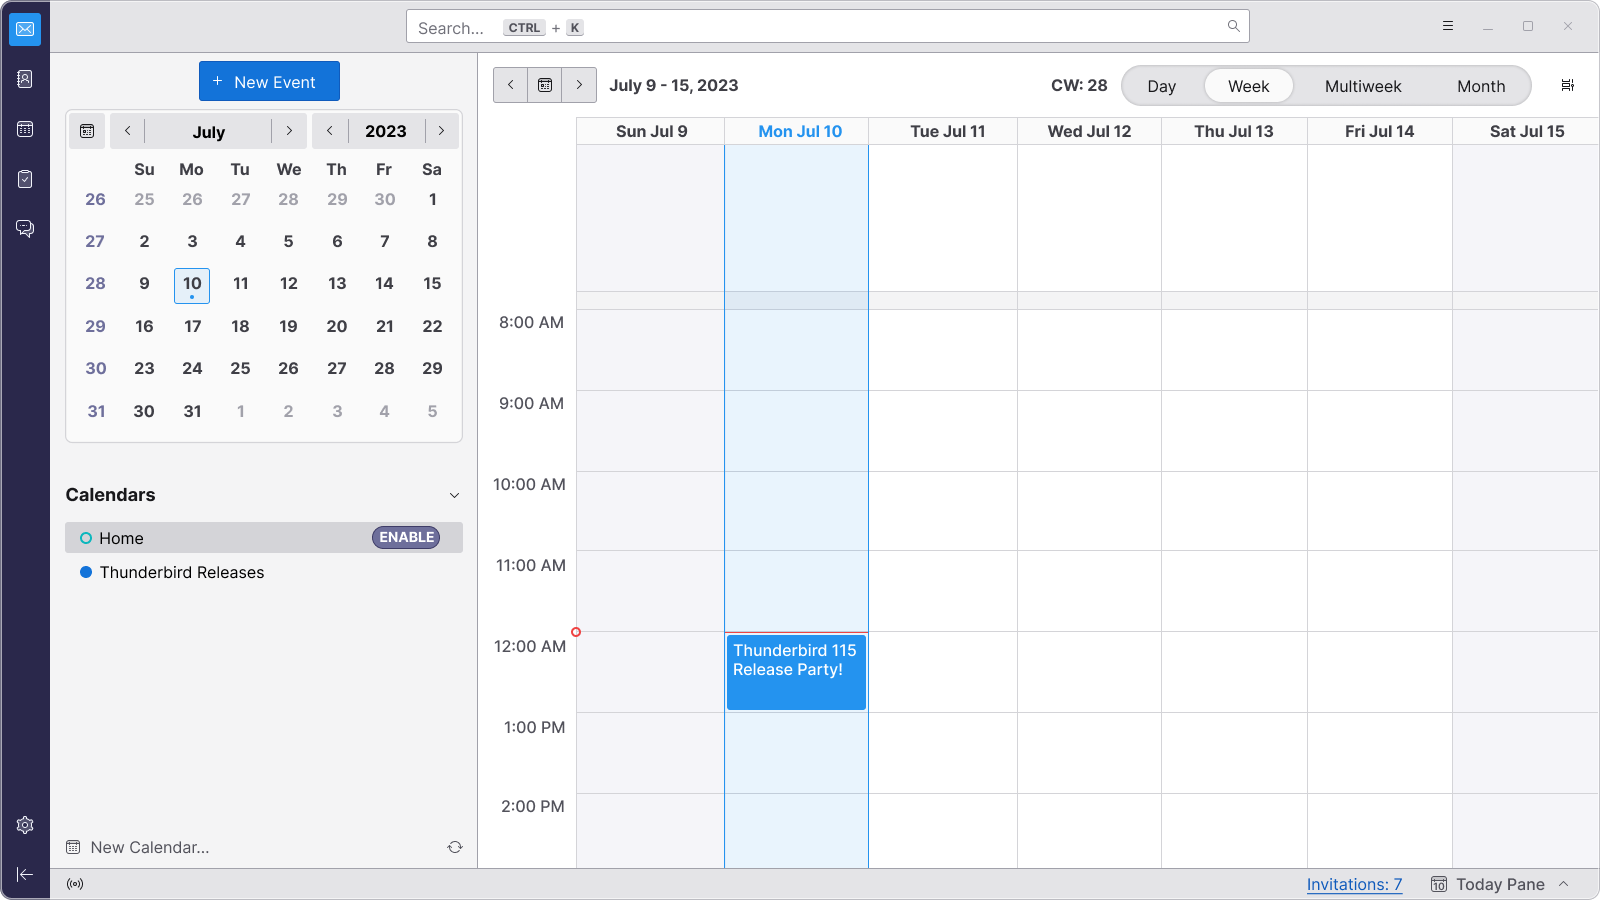 Search... CTRL + K
+ New Event
July 2023
Su Mo Tu We Th Fr Sa
26 25 26 27 28 29 30 1
27 2 3 4 5 6 7 8
28 9 10 11 12 13 14 15
29 16 17 18 19 20 21 22
30 23 24 25 26 27 28 29
31 30 31 1 2 3 4 5
Calendars
Home ENABLE
Thunderbird Releases
New Calendar...
July 9 - 15, 2023 CW: 28 Day Week Multiweek Month
Sun Jul 9 Mon Jul 10 Tue Jul 11 Wed Jul 12 Thu Jul 13 Fri Jul 14 Sat Jul 15
8:00 AM
9:00 AM
10:00 AM
11:00 AM
12:00 AM
Thunderbird 115
Release Party!
1:00 PM
2:00 PM
Invitations: 7 10 Today Pane